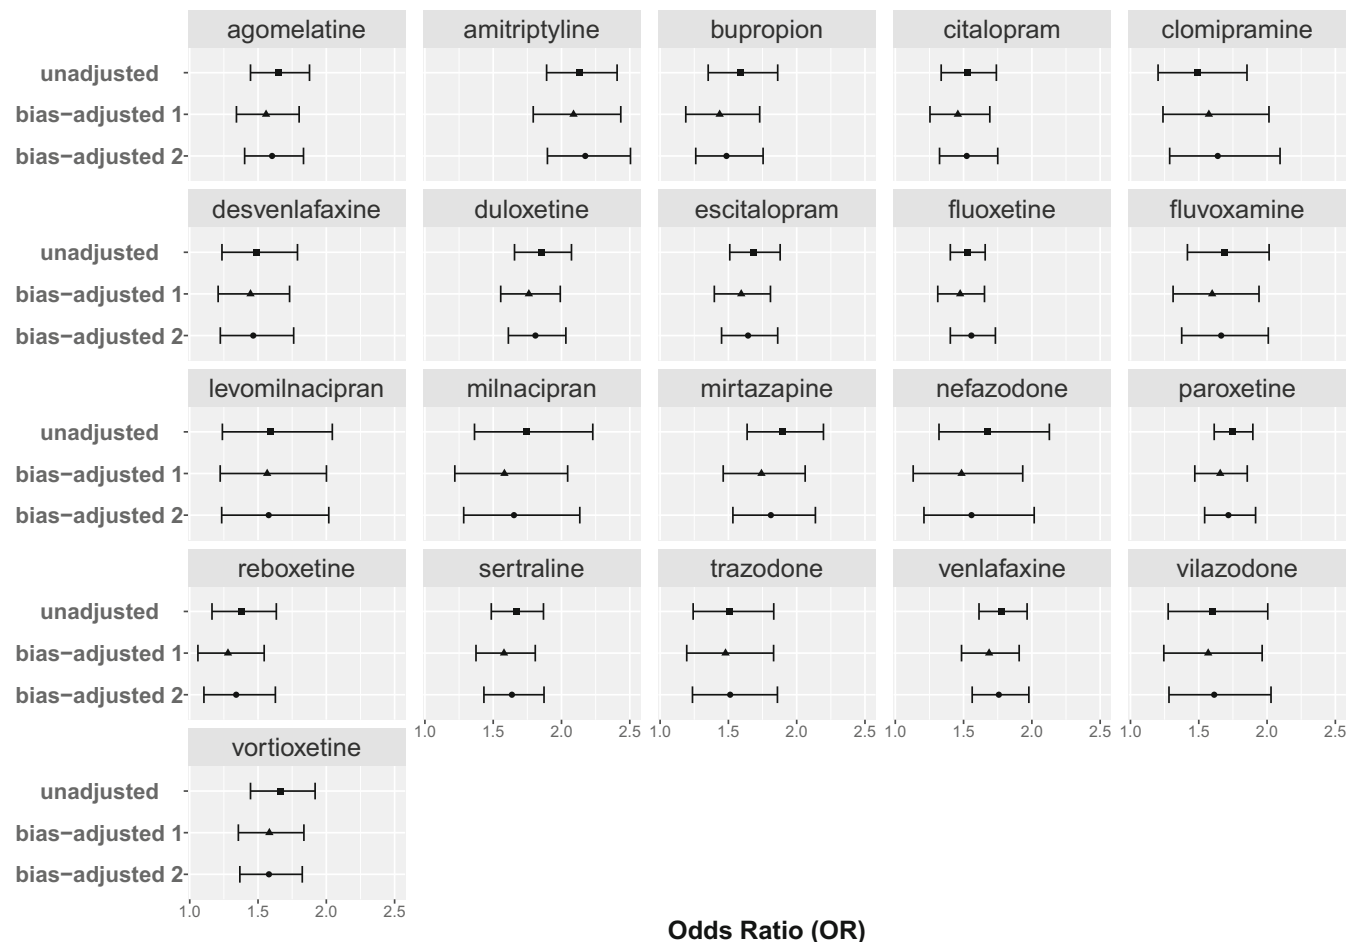 agomelatine amitriptyline bupropion citalopram clomipramine
unadjusted
bias−adjusted 1
bias−adjusted 2
desvenlafaxine duloxetine escitalopram fluoxetine fluvoxamine
unadjusted
bias−adjusted 1
bias−adjusted 2
levomilnacipran milnacipran mirtazapine nefazodone paroxetine
unadjusted
bias−adjusted 1
bias−adjusted 2
reboxetine sertraline trazodone venlafaxine vilazodone
unadjusted
bias−adjusted 1
bias−adjusted 2
1.0 1.5 2.0 2.5 1.0 1.5 2.0 2.5 1.0 1.5 2.0 2.5 1.0 1.5 2.0 2.5
vortioxetine
unadjusted
bias−adjusted 1
bias−adjusted 2
1.0 1.5 2.0 2.5
Odds Ratio (OR)